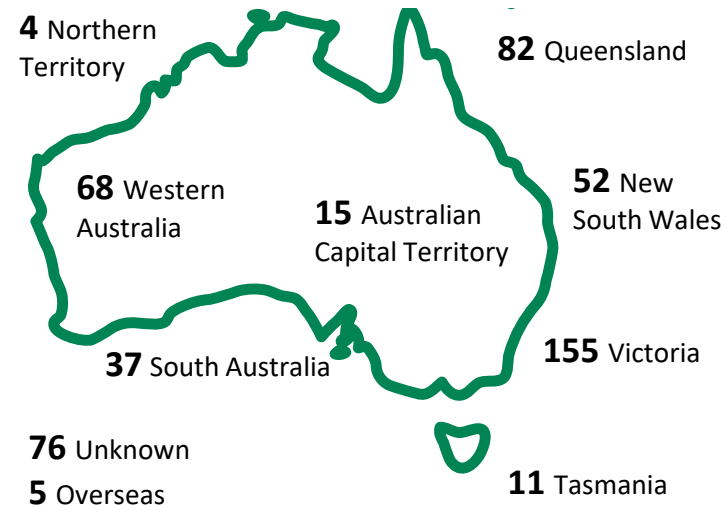 4 Northern
Territory
82 Queensland
68 Western
Australia
15 Australian
Capital Territory
52 New
South Wales
37 South Australia
155 Victoria
76 Unknown
5 Overseas
11 Tasmania